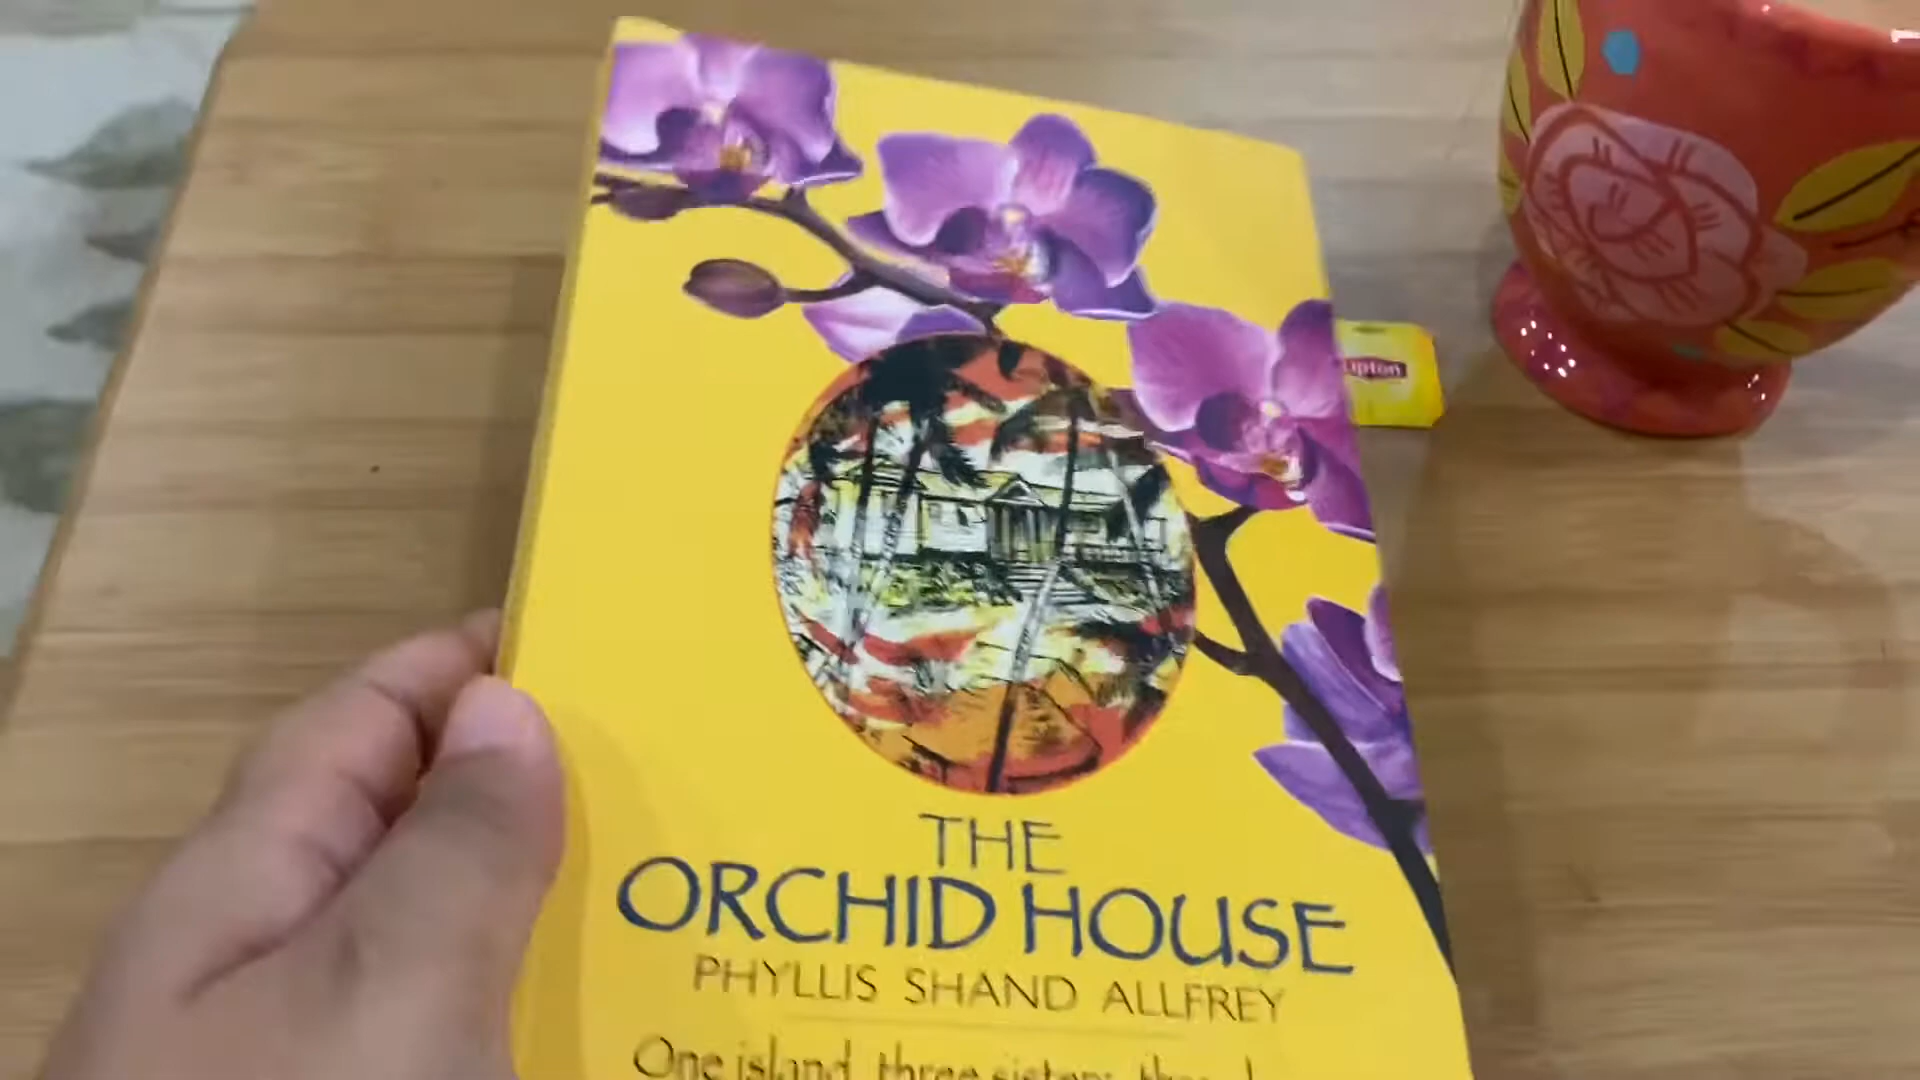 Lipton
THE
ORCHID HOUSE
PHYLLIS SHAND ALLFREY
One island, three sisters,